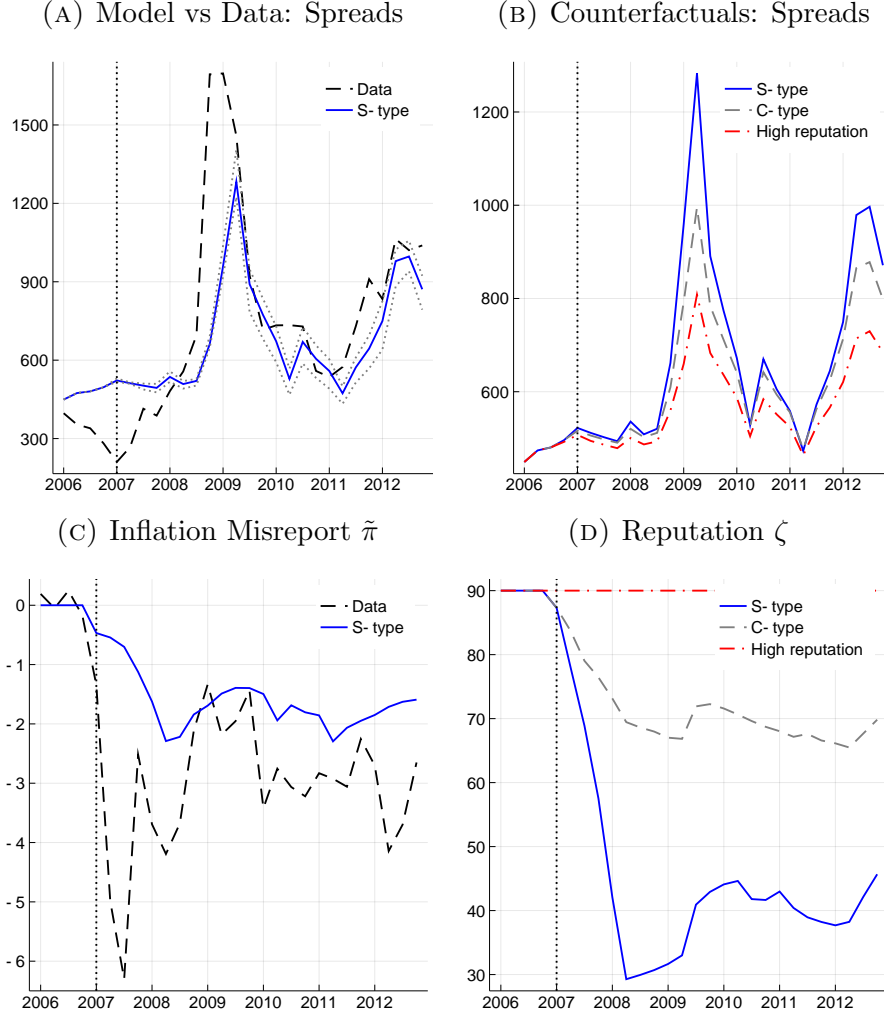 (A) Model vs Data: Spreads
Data
S- type
1500
1200
900
600
300
2006 2007 2008 2009 2010 2011 2012
(B) Counterfactuals: Spreads
S- type
C- type
High reputation
1200
1000
800
600
2006 2007 2008 2009 2010 2011 2012
(C) Inflation Misreport π̃
Data
S- type
0
- 1
- 2
- 3
- 4
- 5
- 6
2006 2007 2008 2009 2010 2011 2012
(D) Reputation ζ
S- type
C- type
High reputation
90
80
70
60
50
40
30
2006 2007 2008 2009 2010 2011 2012